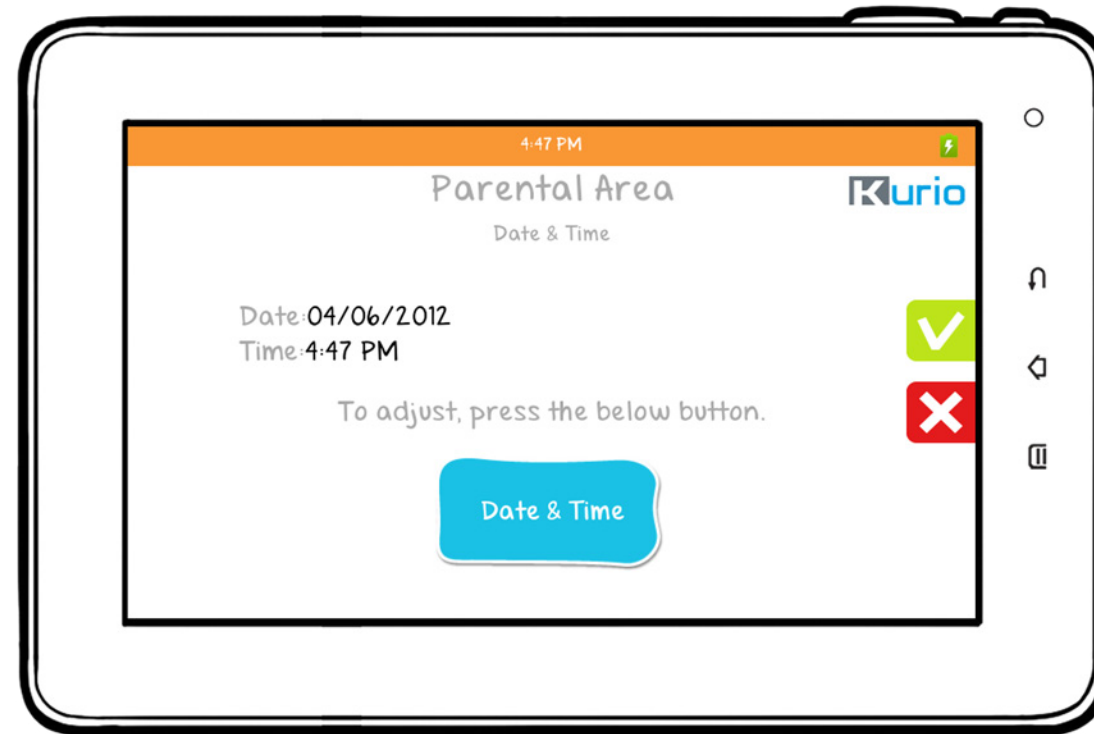 4:47 PM
Parental Area
Kurio
Date & Time
Date:04/06/2012
Time:4:47 PM
To adjust, press the below button.
Date & Time